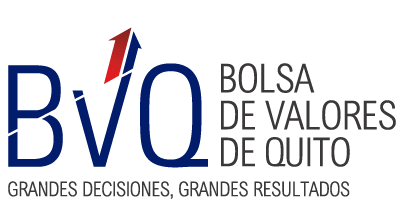 BVQ
BOLSA
DE VALORES
DE QUITO
GRANDES DECISIONES, GRANDES RESULTADOS